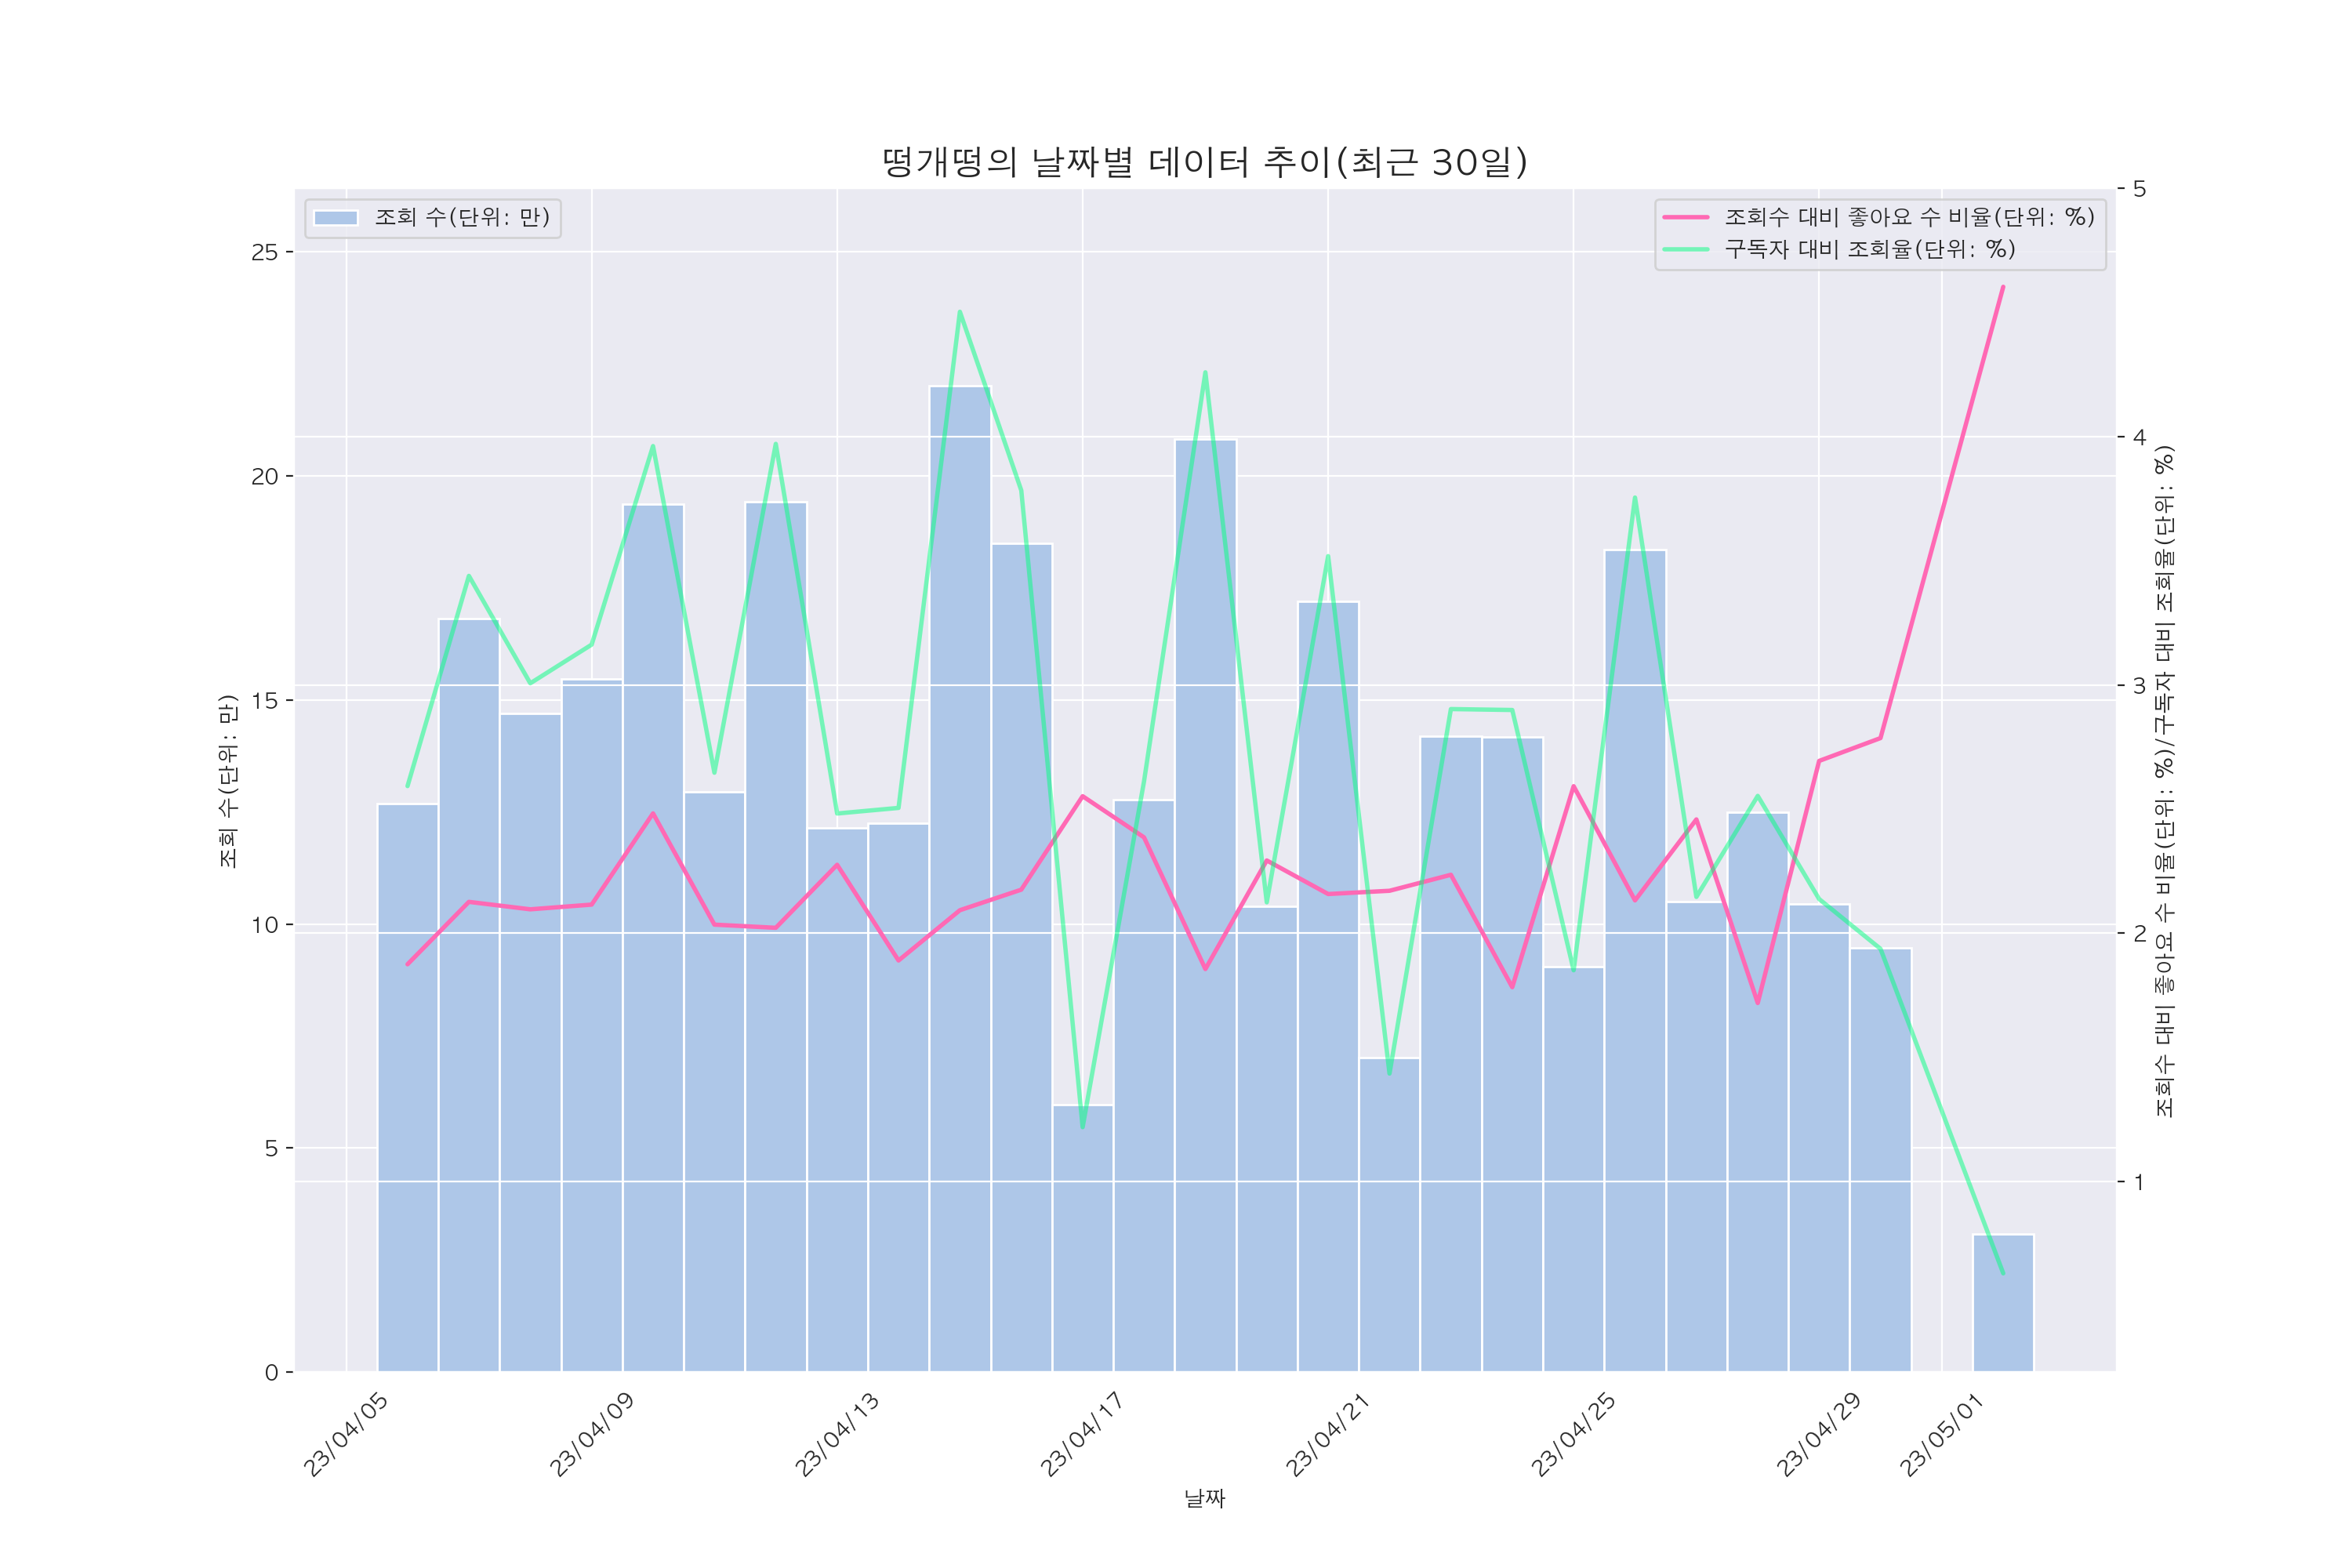 떵개떵의 날짜별 데이터 추이(최근 30일)
조회 수(단위: 만)
조회수 대비 좋아요 수 비율(단위: %)
구독자 대비 조회율(단위: %)
25
20
15
10
5
0
조회 수(단위: 만)
5
4
3
2
1
조회수 대비 좋아요 수 비율(단위: %)/구독자 대비 조회율(단위: %)
23/04/05
23/04/09
23/04/13
23/04/17
23/04/21
23/04/25
23/04/29
23/05/01
날짜